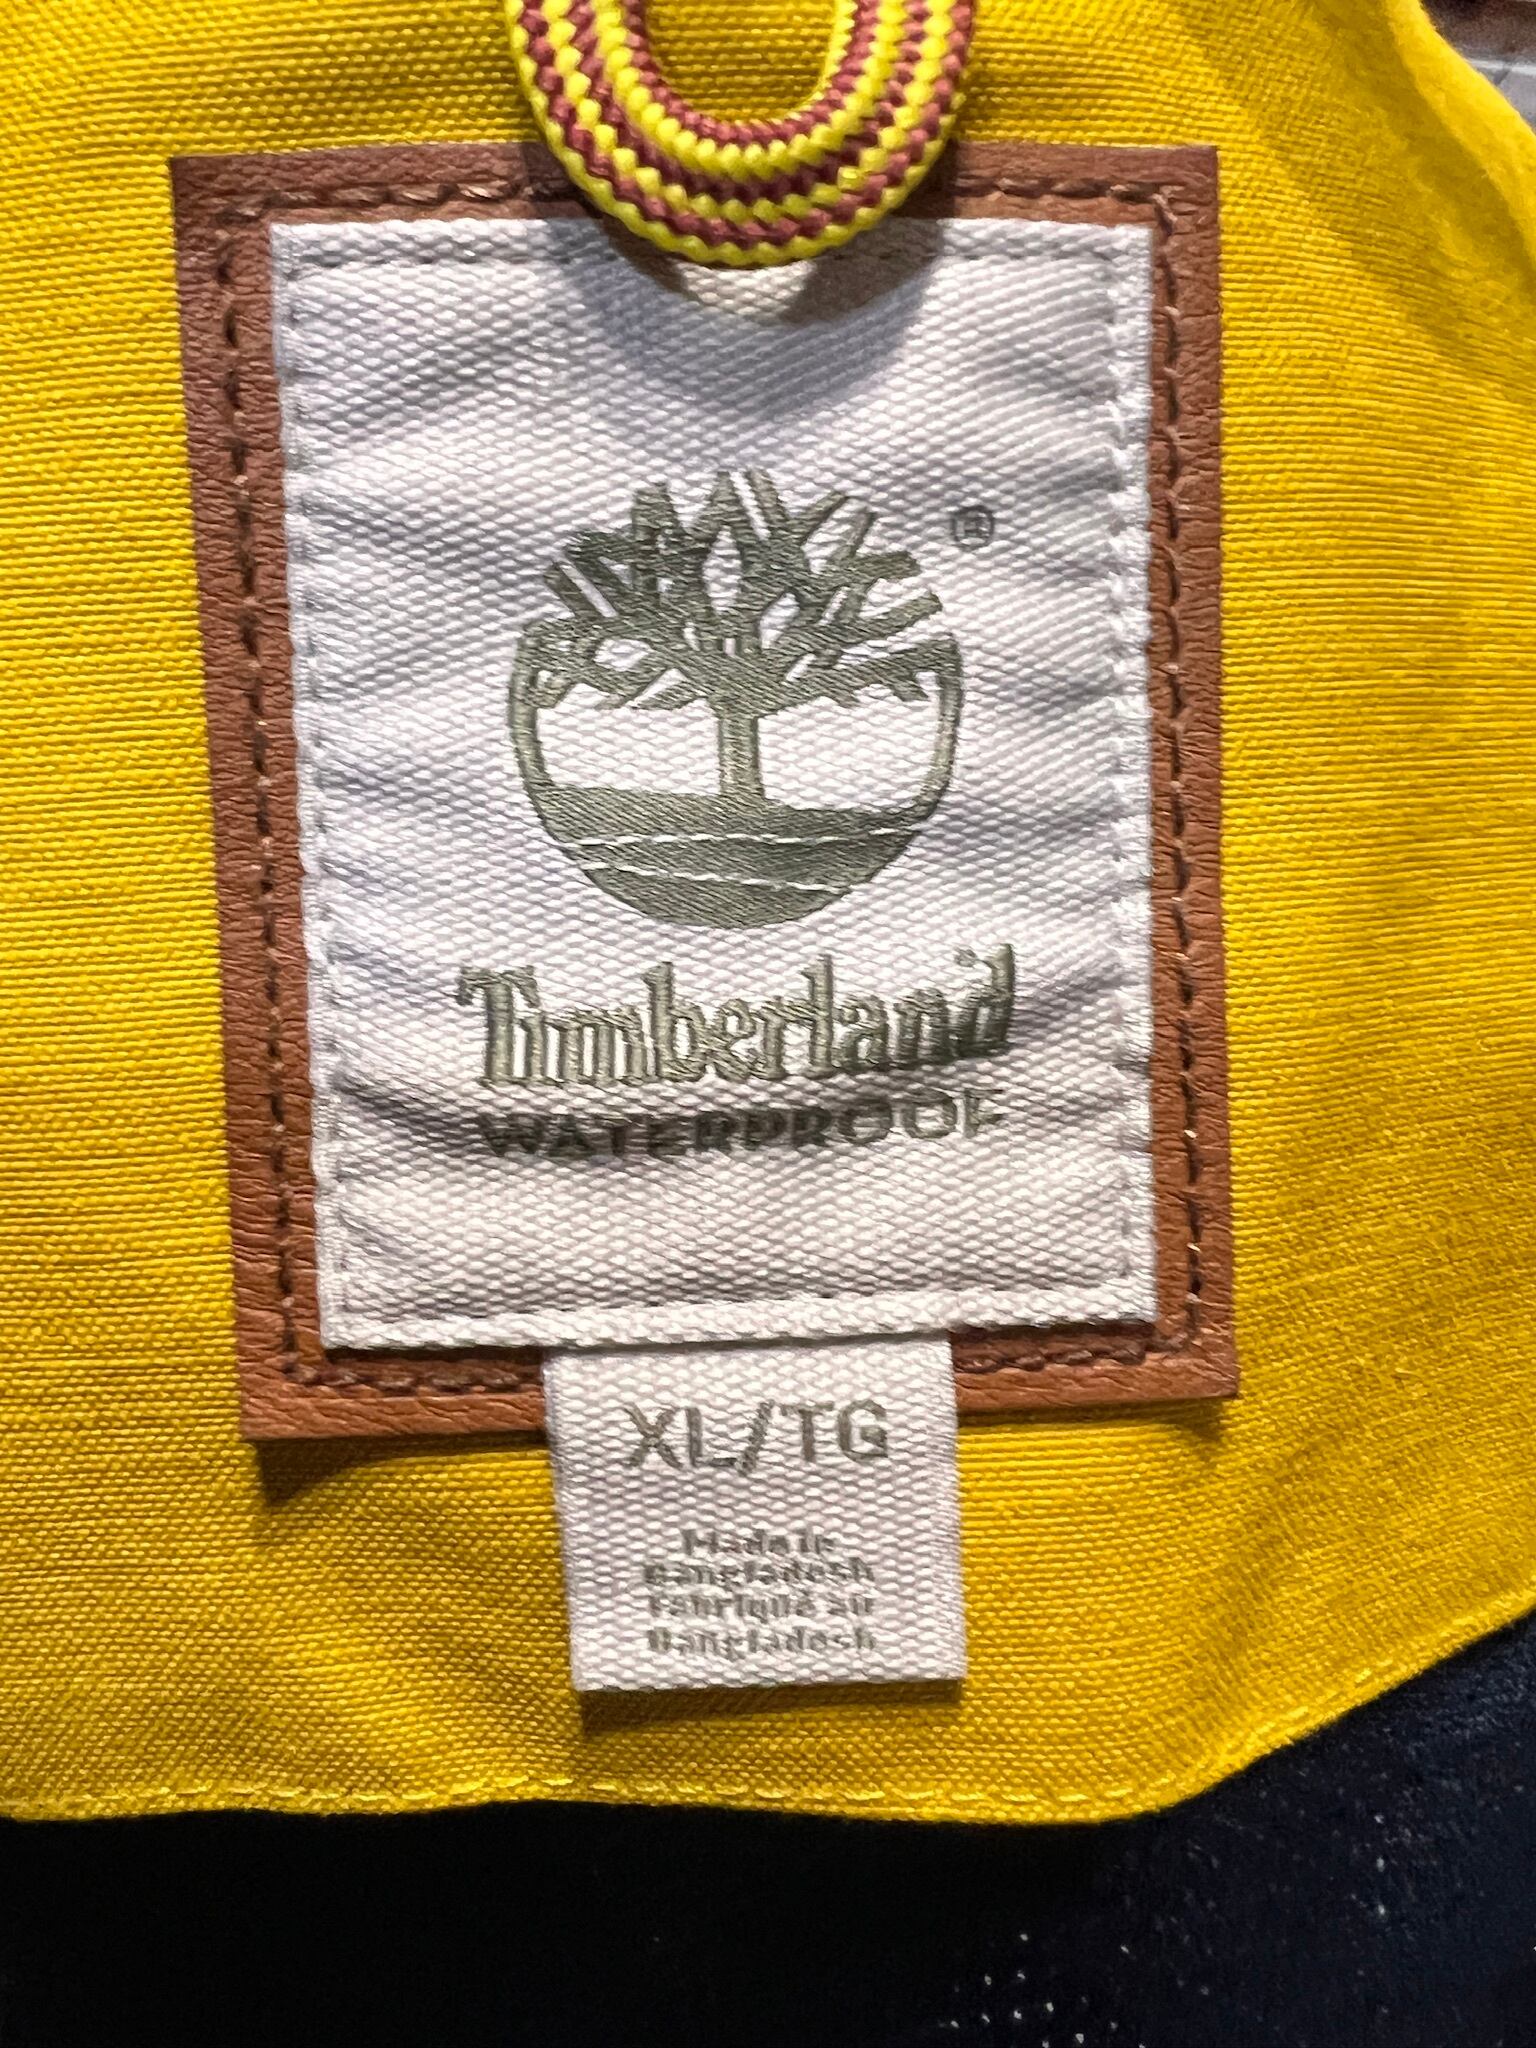 ®
Timberland
WATERPROOF
XL/TG
Made in
Bangladesh
Fabriqué au
Bangladesh